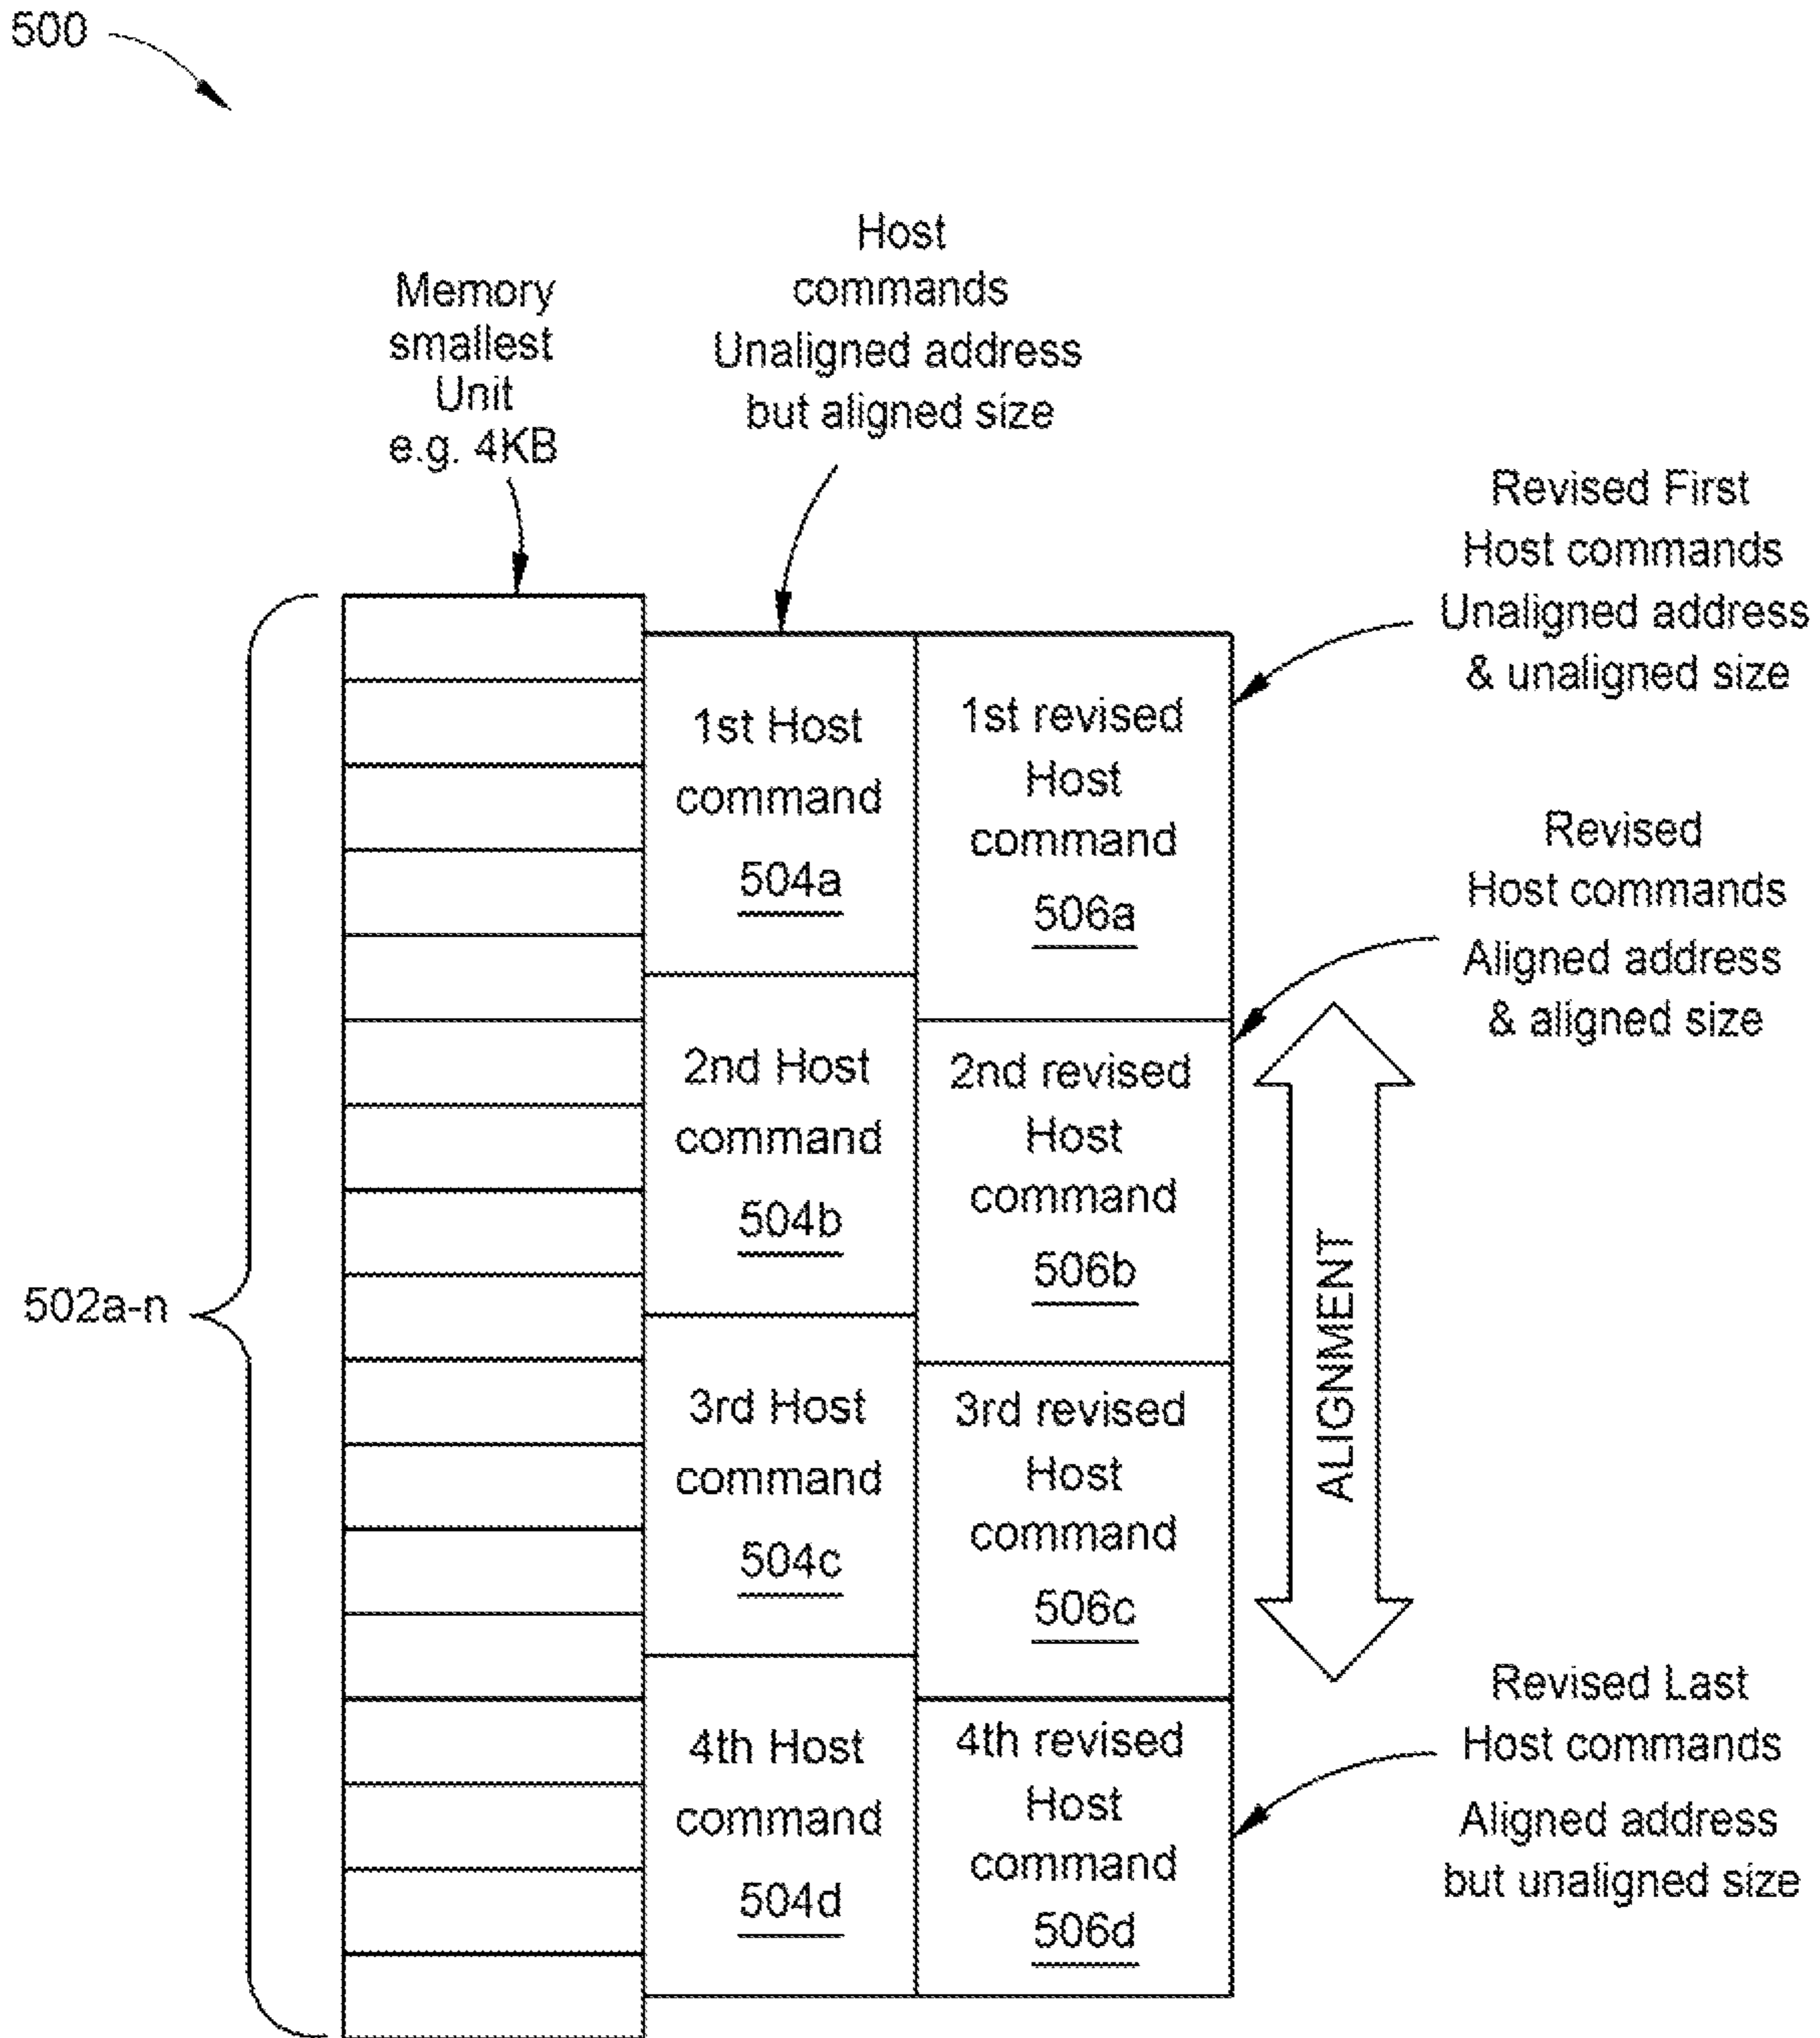 500
Memory
smallest
Unit
e.g. 4KB
Host
commands
Unaligned address
but aligned size
Revised First
Host commands
Unaligned address
& unaligned size
Revised
Host commands
Aligned address
& aligned size
Revised Last
Host commands
Aligned address
but unaligned size
502a-n
1st Host
command
504a
2nd Host
command
504b
3rd Host
command
504c
4th Host
command
504d
1st revised
Host
command
506a
2nd revised
Host
command
506b
3rd revised
Host
command
506c
4th revised
Host
command
506d
ALIGNMENT